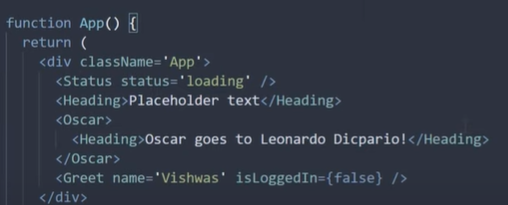 function App() {
return (
<div className='App'>
<Status status='loading' />
<Heading>Placeholder text</Heading>
<Oscar>
<Heading>Oscar goes to Leonardo Dicpario!</Heading>
</Oscar>
<Greet name='Vishwas' isLoggedIn={false} />
</div>